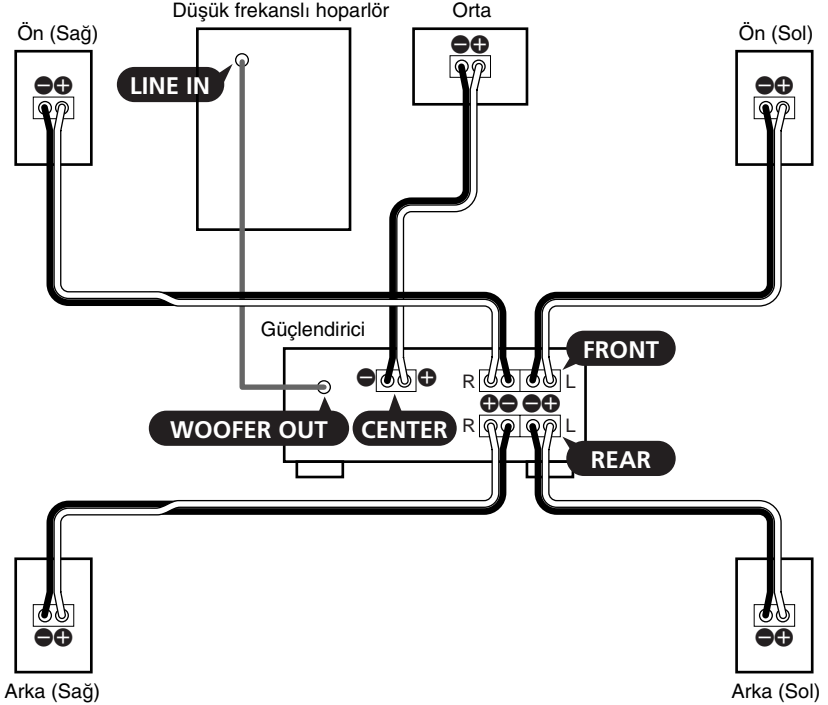 Düşük frekanslı hoparlör
Orta
Ön (Sağ)
Ön (Sol)
LINE IN
Güçlendirici
FRONT
R
L
WOOFER OUT
CENTER
R
L
REAR
Arka (Sağ)
Arka (Sol)